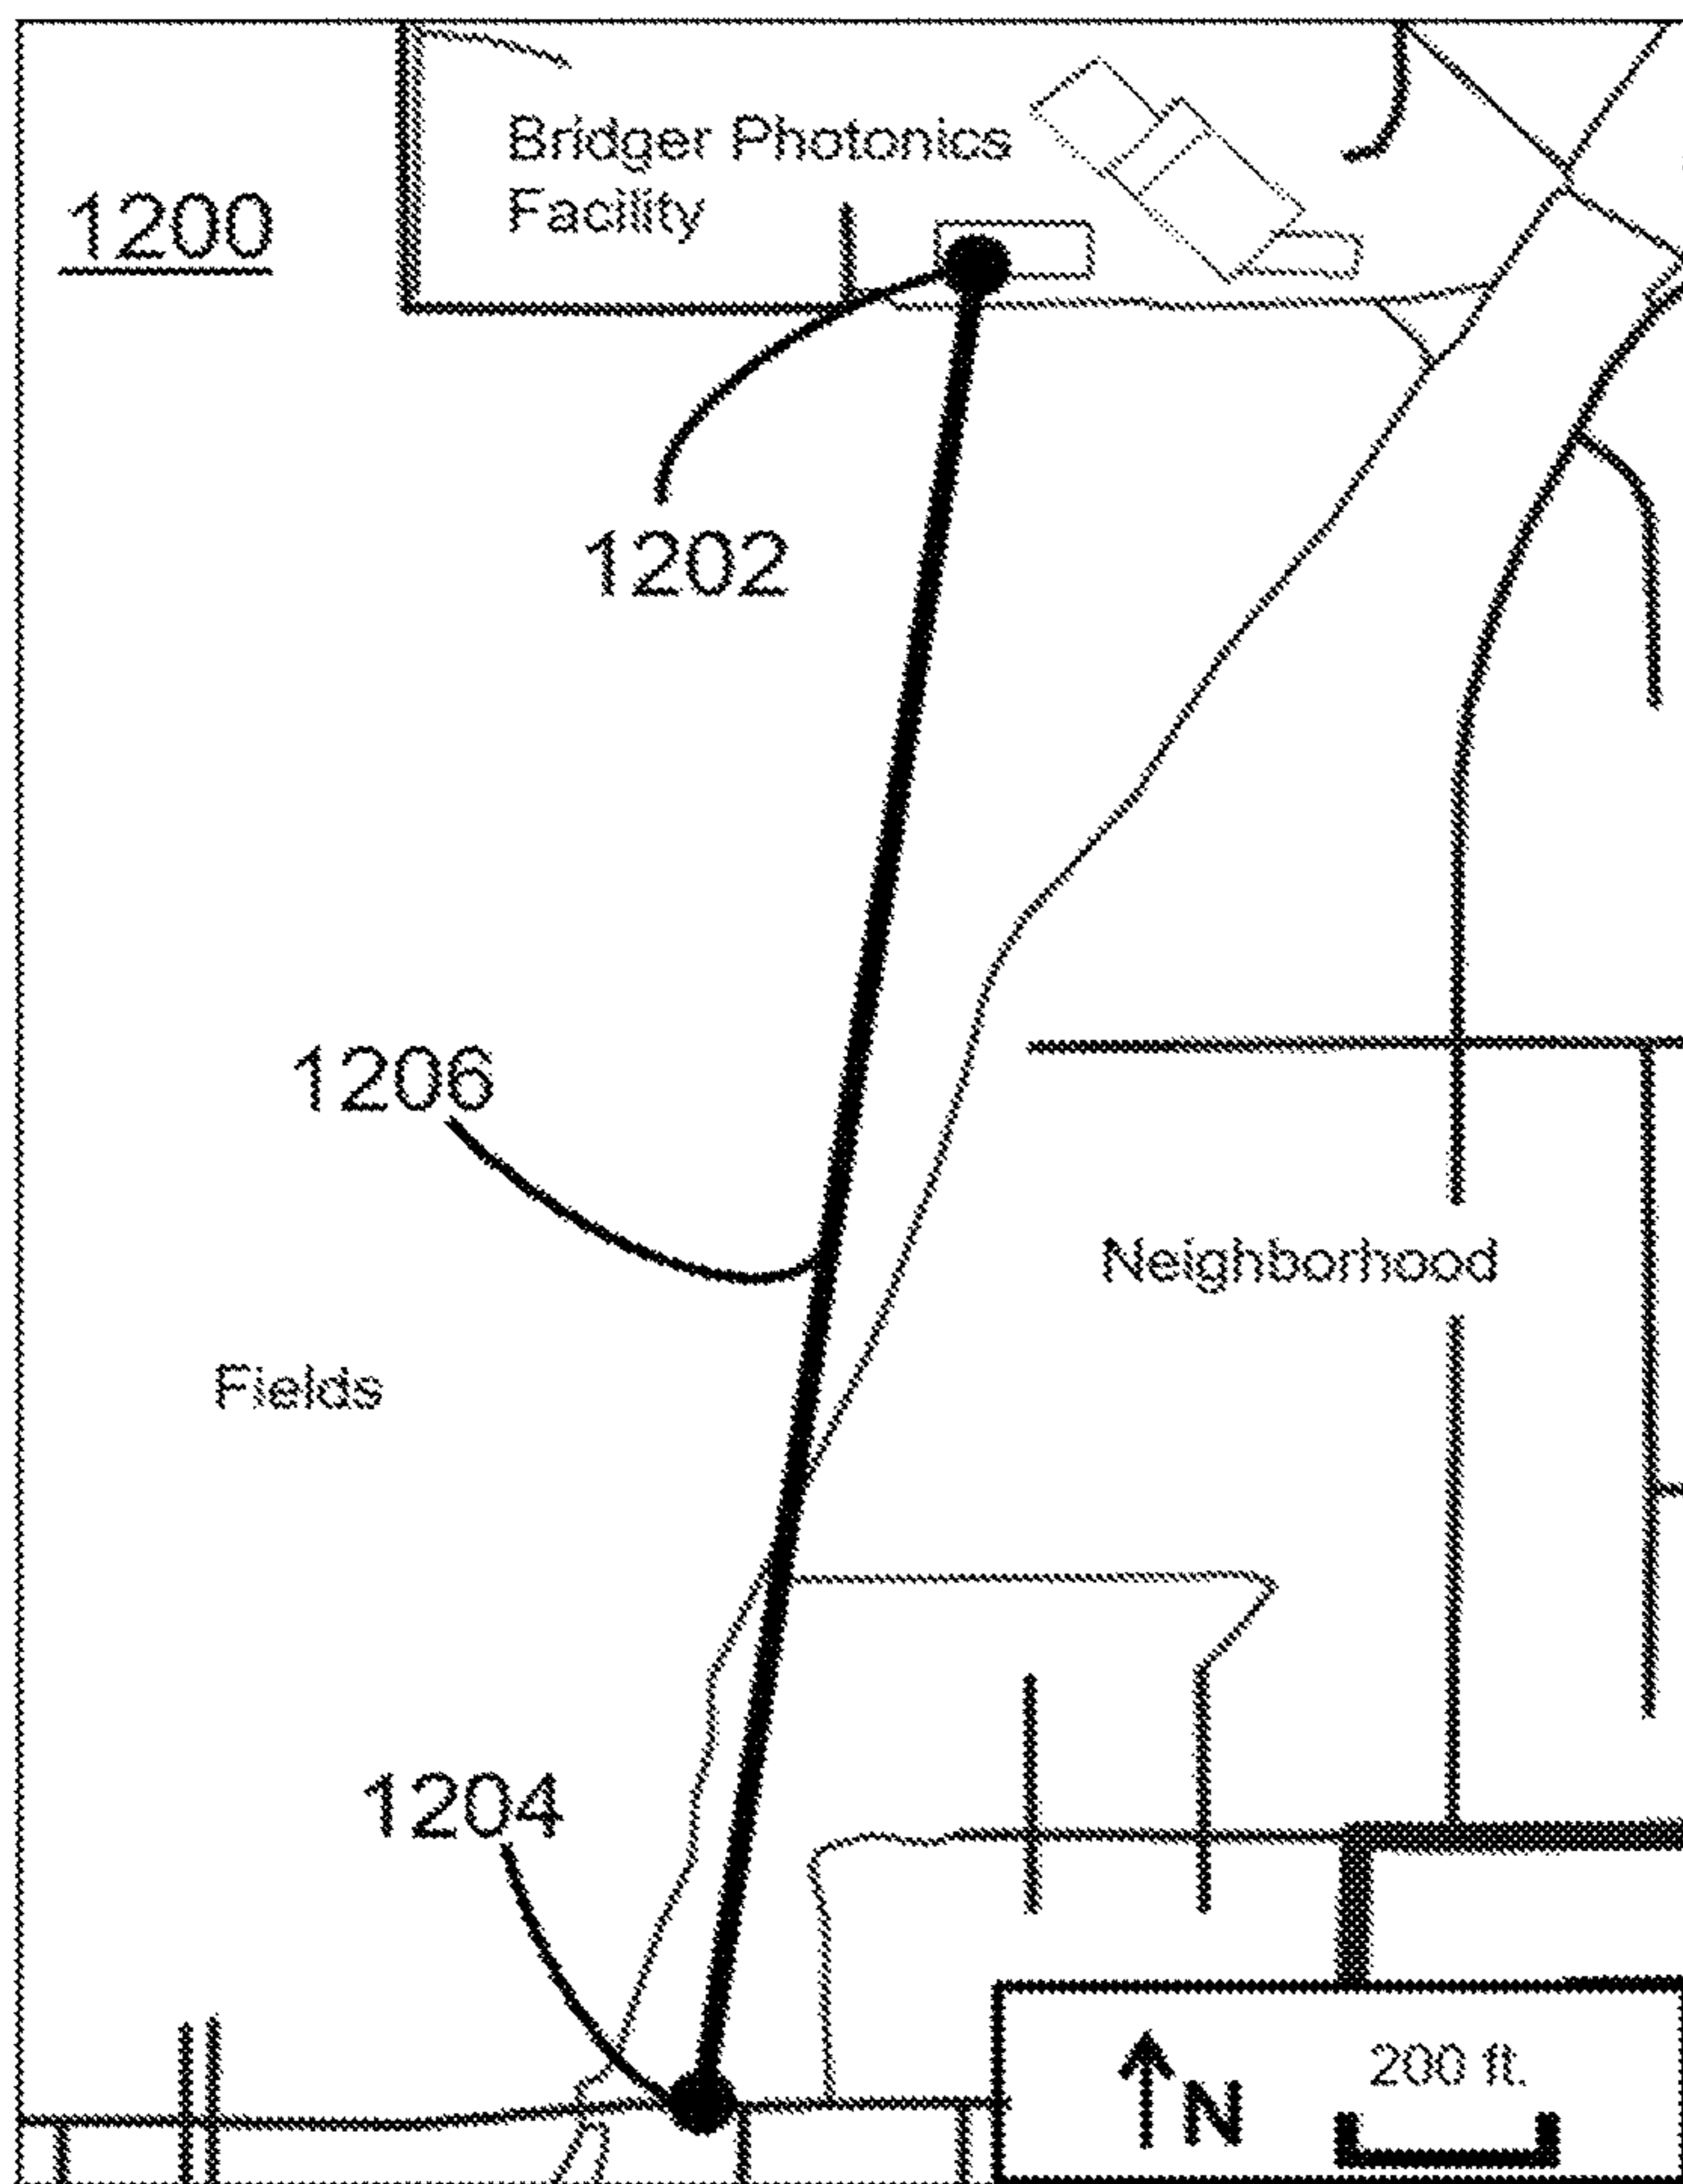 Bridger Photonics
Facility
1200
1202
1206
Neighborhood
Fields
1204
200 ft.
N